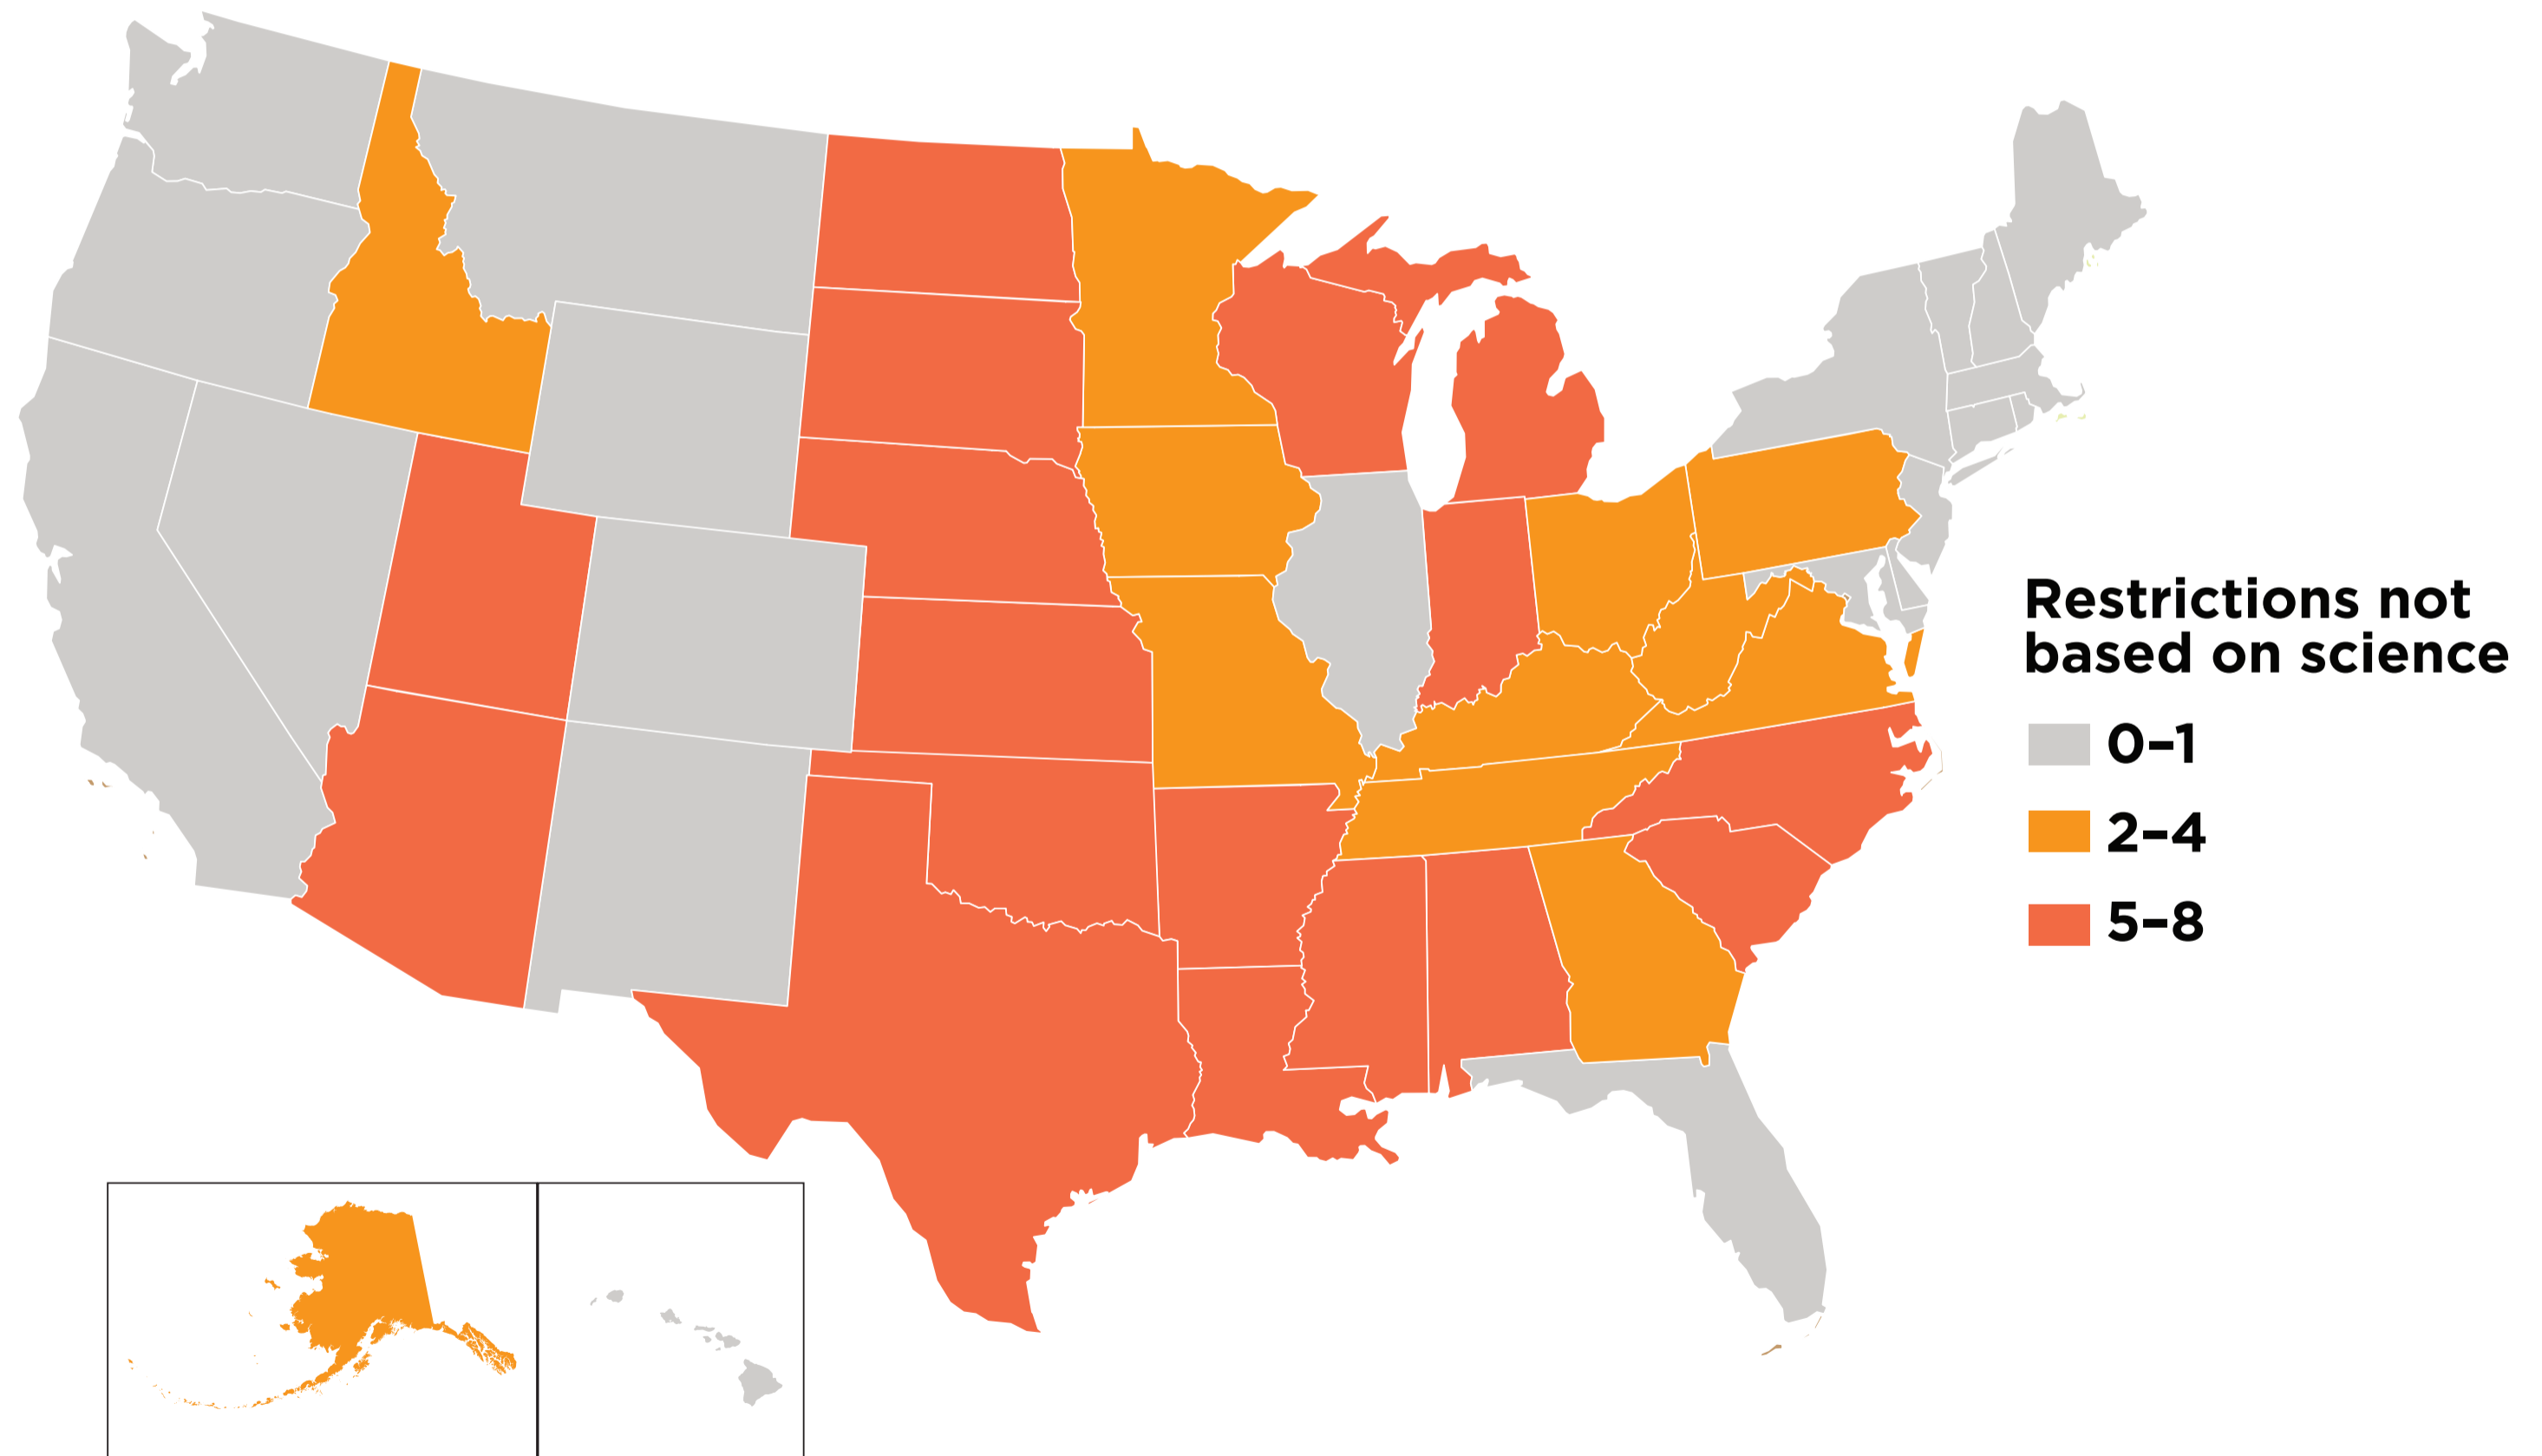 Restrictions not
based on science
0–1
2–4
5–8